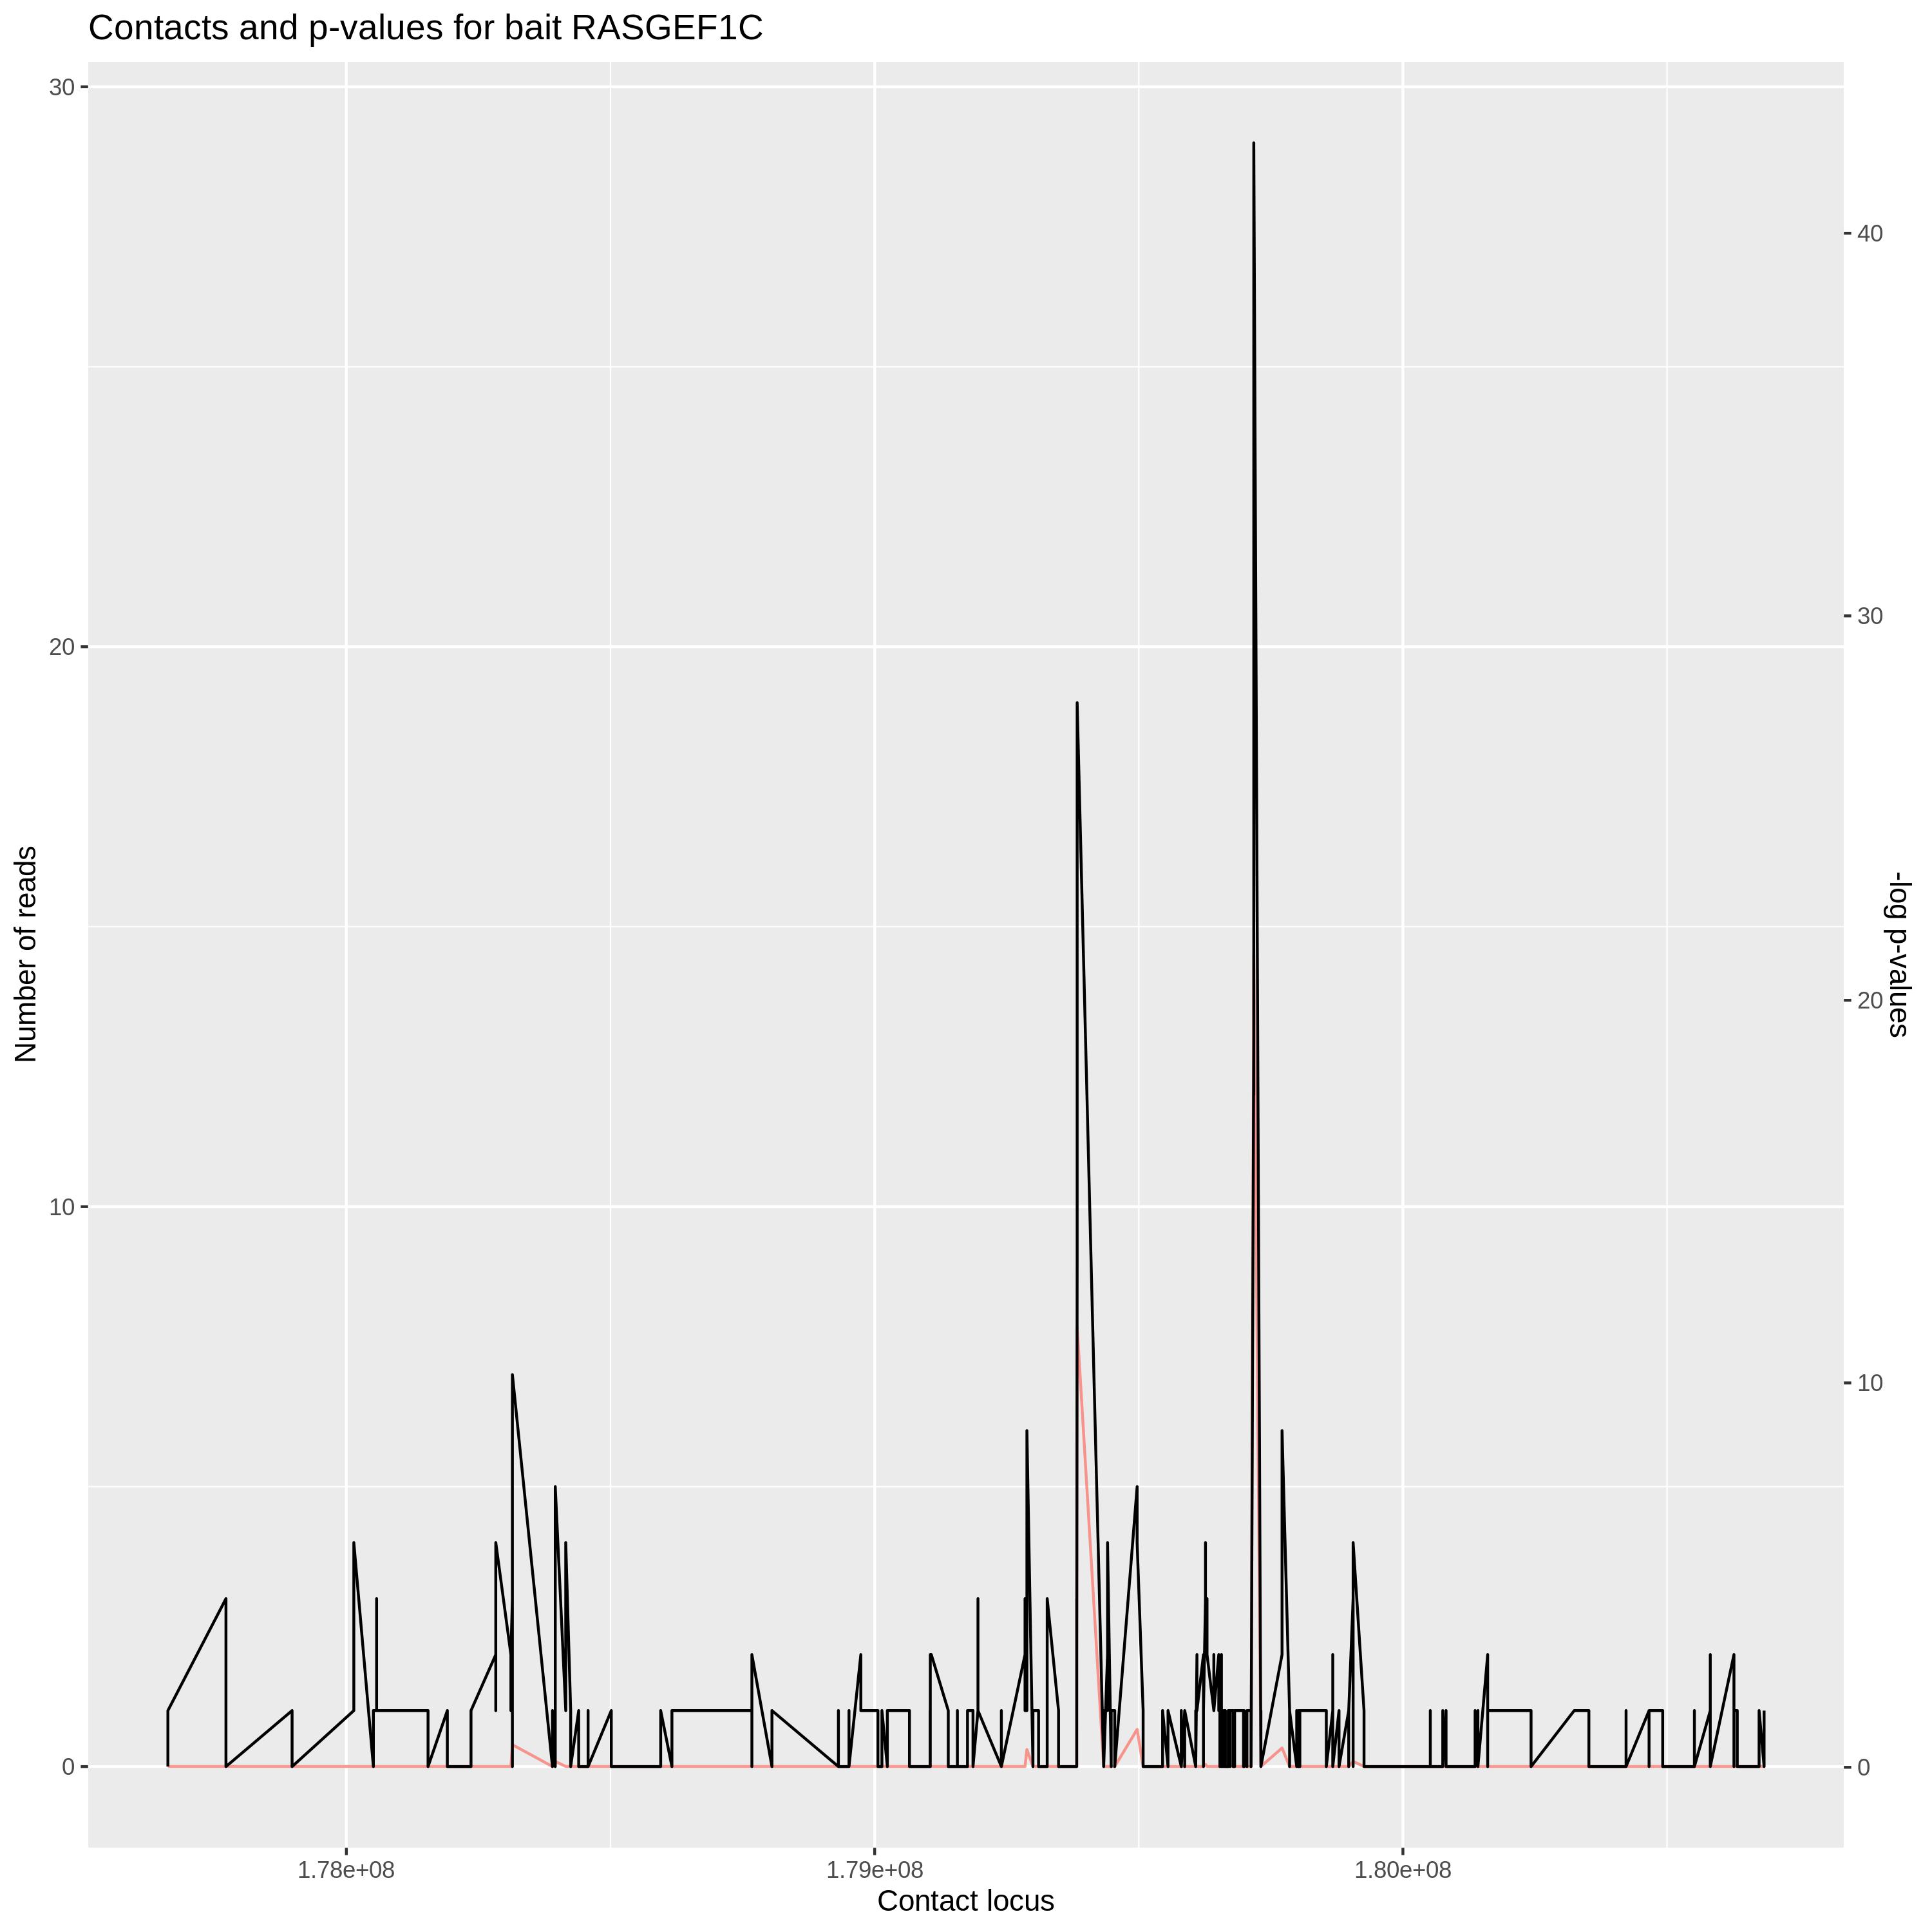 Contacts and p-values for bait RASGEF1C
30
20
10
0
Number of reads
40
30
20
10
0
-log p-values
1.78e+08 1.79e+08 1.80e+08
Contact locus